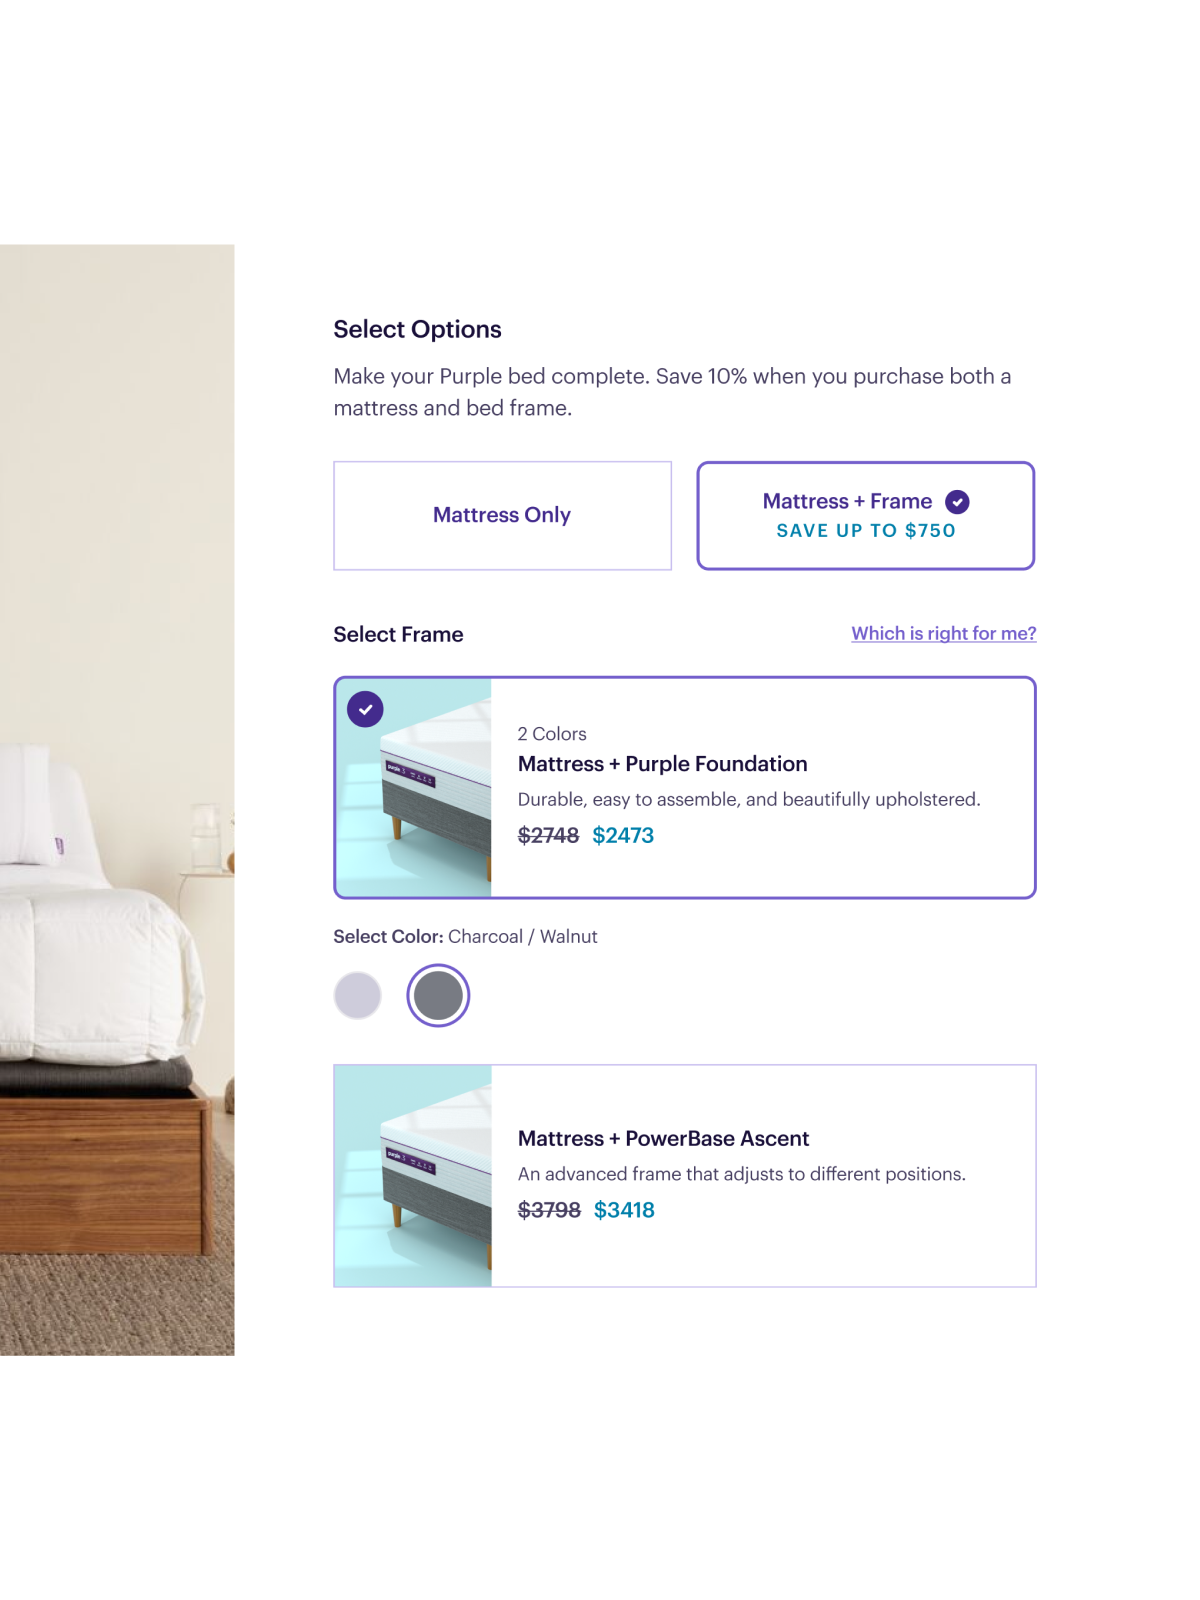 Select Options
Make your Purple bed complete. Save 10% when you purchase both a
mattress and bed frame.
Mattress Only
Mattress + Frame
SAVE UP TO $750
Select Frame
Which is right for me?
2 Colors
Mattress + Purple Foundation
Durable, easy to assemble, and beautifully upholstered.
$2748 $2473
purple
Select Color: Charcoal / Walnut
Mattress + PowerBase Ascent
An advanced frame that adjusts to different positions.
$3798 $3418
purple